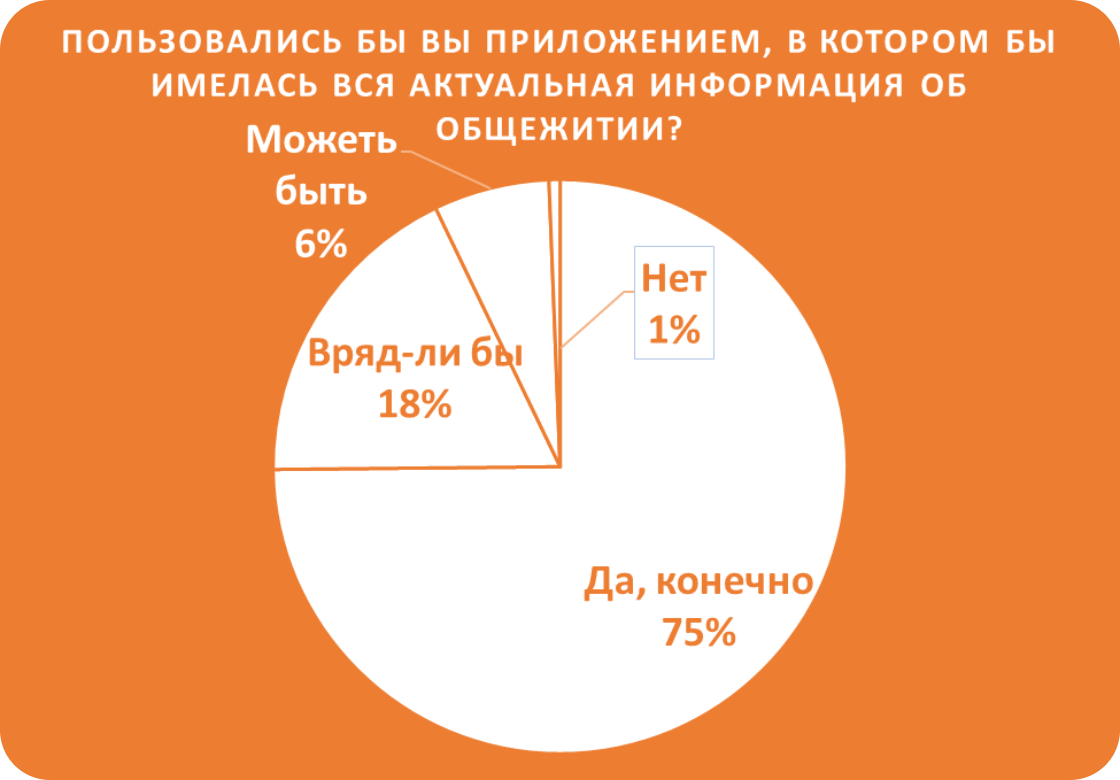 ПОЛЬЗОВАЛИСЬ БЫ ВЫ ПРИЛОЖЕНИЕМ, В КОТОРОМ БЫ
ИМЕЛАСЬ ВСЯ АКТУАЛЬНАЯ ИНФОРМАЦИЯ ОБ
ОБЩЕЖИТИИ?
Можеть
быть
6%
Нет
1%
Вряд-ли бы
18%
Да, конечно
75%